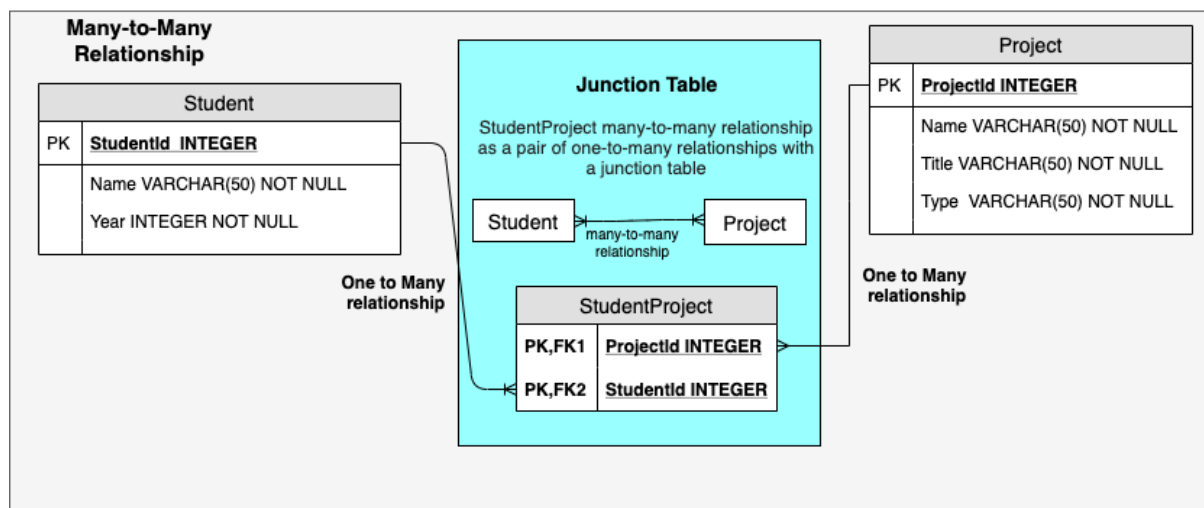 Many-to-Many
Relationship
Student
PK StudentId INTEGER
Name VARCHAR(50) NOT NULL
Year INTEGER NOT NULL
One to Many
relationship
Junction Table
StudentProject many-to-many relationship
as a pair of one-to-many relationships with
a junction table
Student
many-to-many
relationship
Project
StudentProject
PK,FK1 ProjectId INTEGER
PK,FK2 StudentId INTEGER
Project
PK ProjectId INTEGER
Name VARCHAR(50) NOT NULL
Title VARCHAR(50) NOT NULL
Type VARCHAR(50) NOT NULL
One to Many
relationship